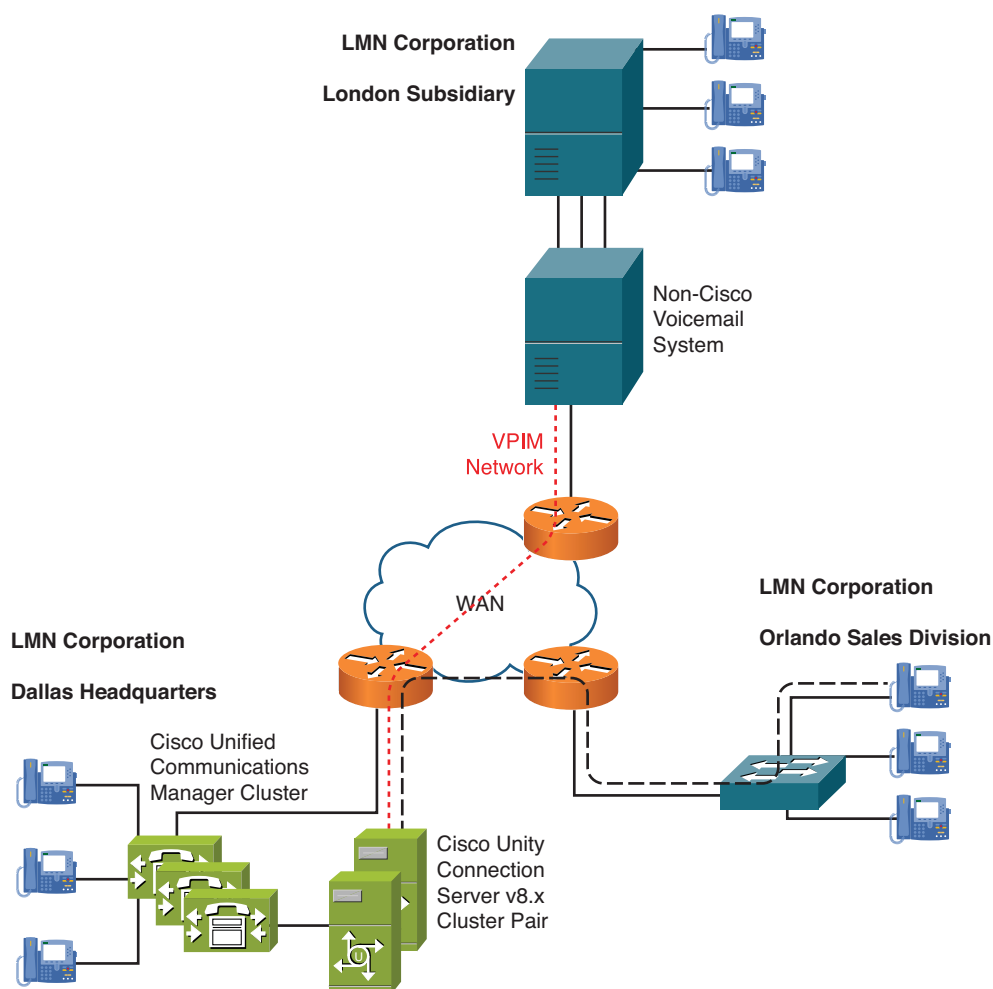 LMN Corporation
London Subsidiary
Non-Cisco
Voicemail
System
VPIM
Network
WAN
LMN Corporation
Orlando Sales Division
LMN Corporation
Dallas Headquarters
Cisco Unified
Communications
Manager Cluster
Cisco Unity
Connection
Server v8.x
Cluster Pair
U